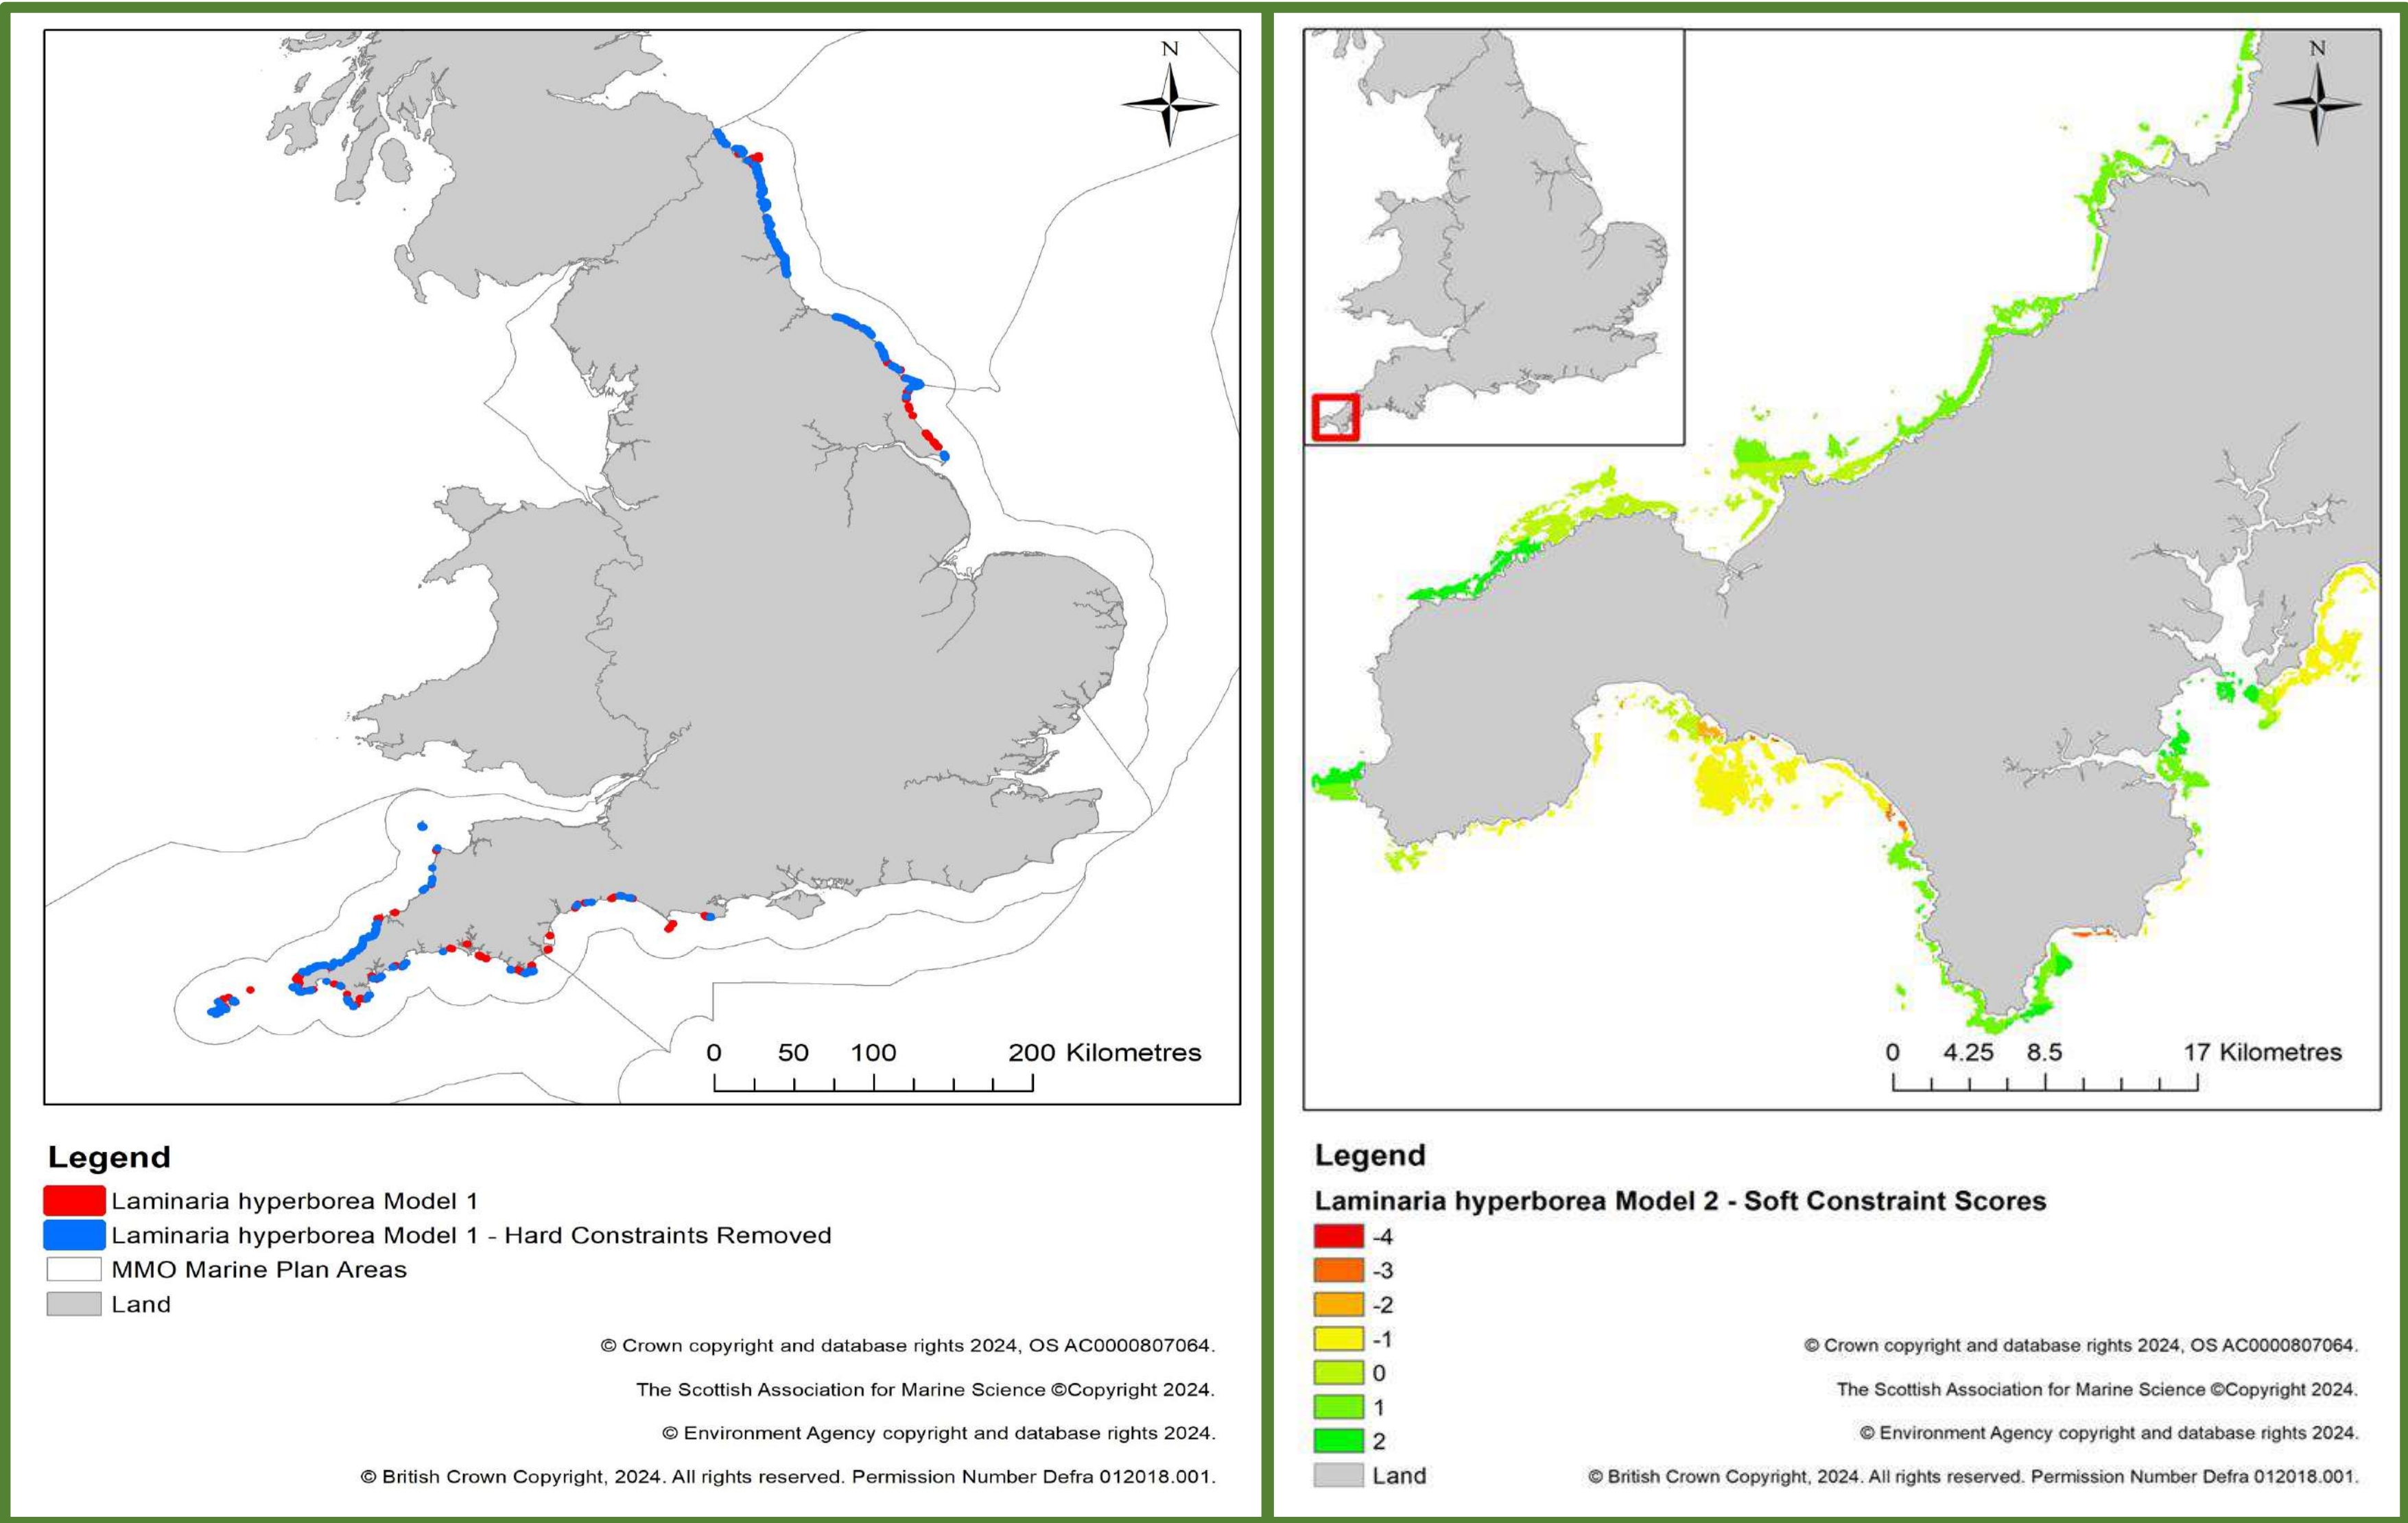 N
0 50 100 200 Kilometres
Legend
Laminaria hyperborea Model 1
Laminaria hyperborea Model 1 - Hard Constraints Removed
MMO Marine Plan Areas
Land
© Crown copyright and database rights 2024, OS AC0000807064.
The Scottish Association for Marine Science ©Copyright 2024.
© Environment Agency copyright and database rights 2024.
© British Crown Copyright, 2024. All rights reserved. Permission Number Defra 012018.001.
N
0 4.25 8.5 17 Kilometres
Legend
Laminaria hyperborea Model 2 - Soft Constraint Scores
-4
-3
-2
-1
0
1
2
Land
© Crown copyright and database rights 2024, OS AC0000807064.
The Scottish Association for Marine Science ©Copyright 2024.
© Environment Agency copyright and database rights 2024.
© British Crown Copyright, 2024. All rights reserved. Permission Number Defra 012018.001.